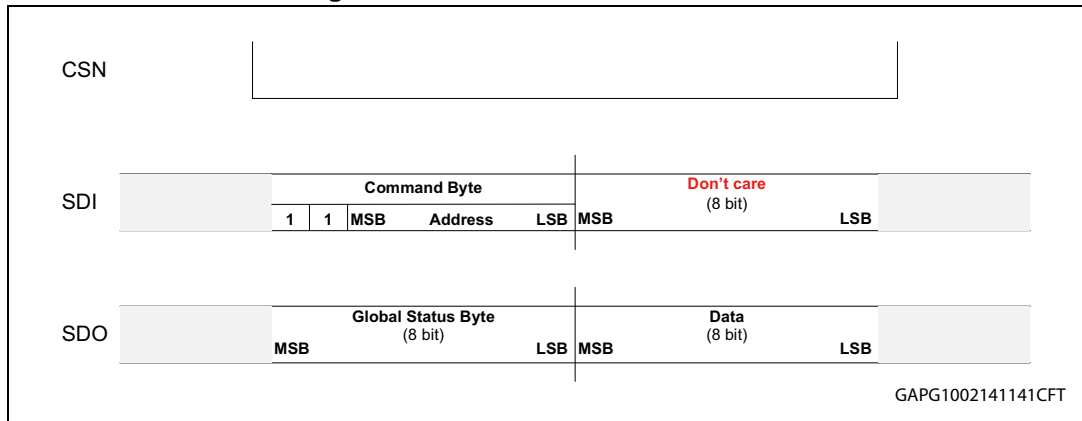 CSN
SDI
Command Byte
1 1 MSB Address LSB
Don't care
(8 bit)
MSB LSB
SDO
Global Status Byte
(8 bit)
MSB LSB
Data
(8 bit)
MSB LSB
GAPG1002141141CFT